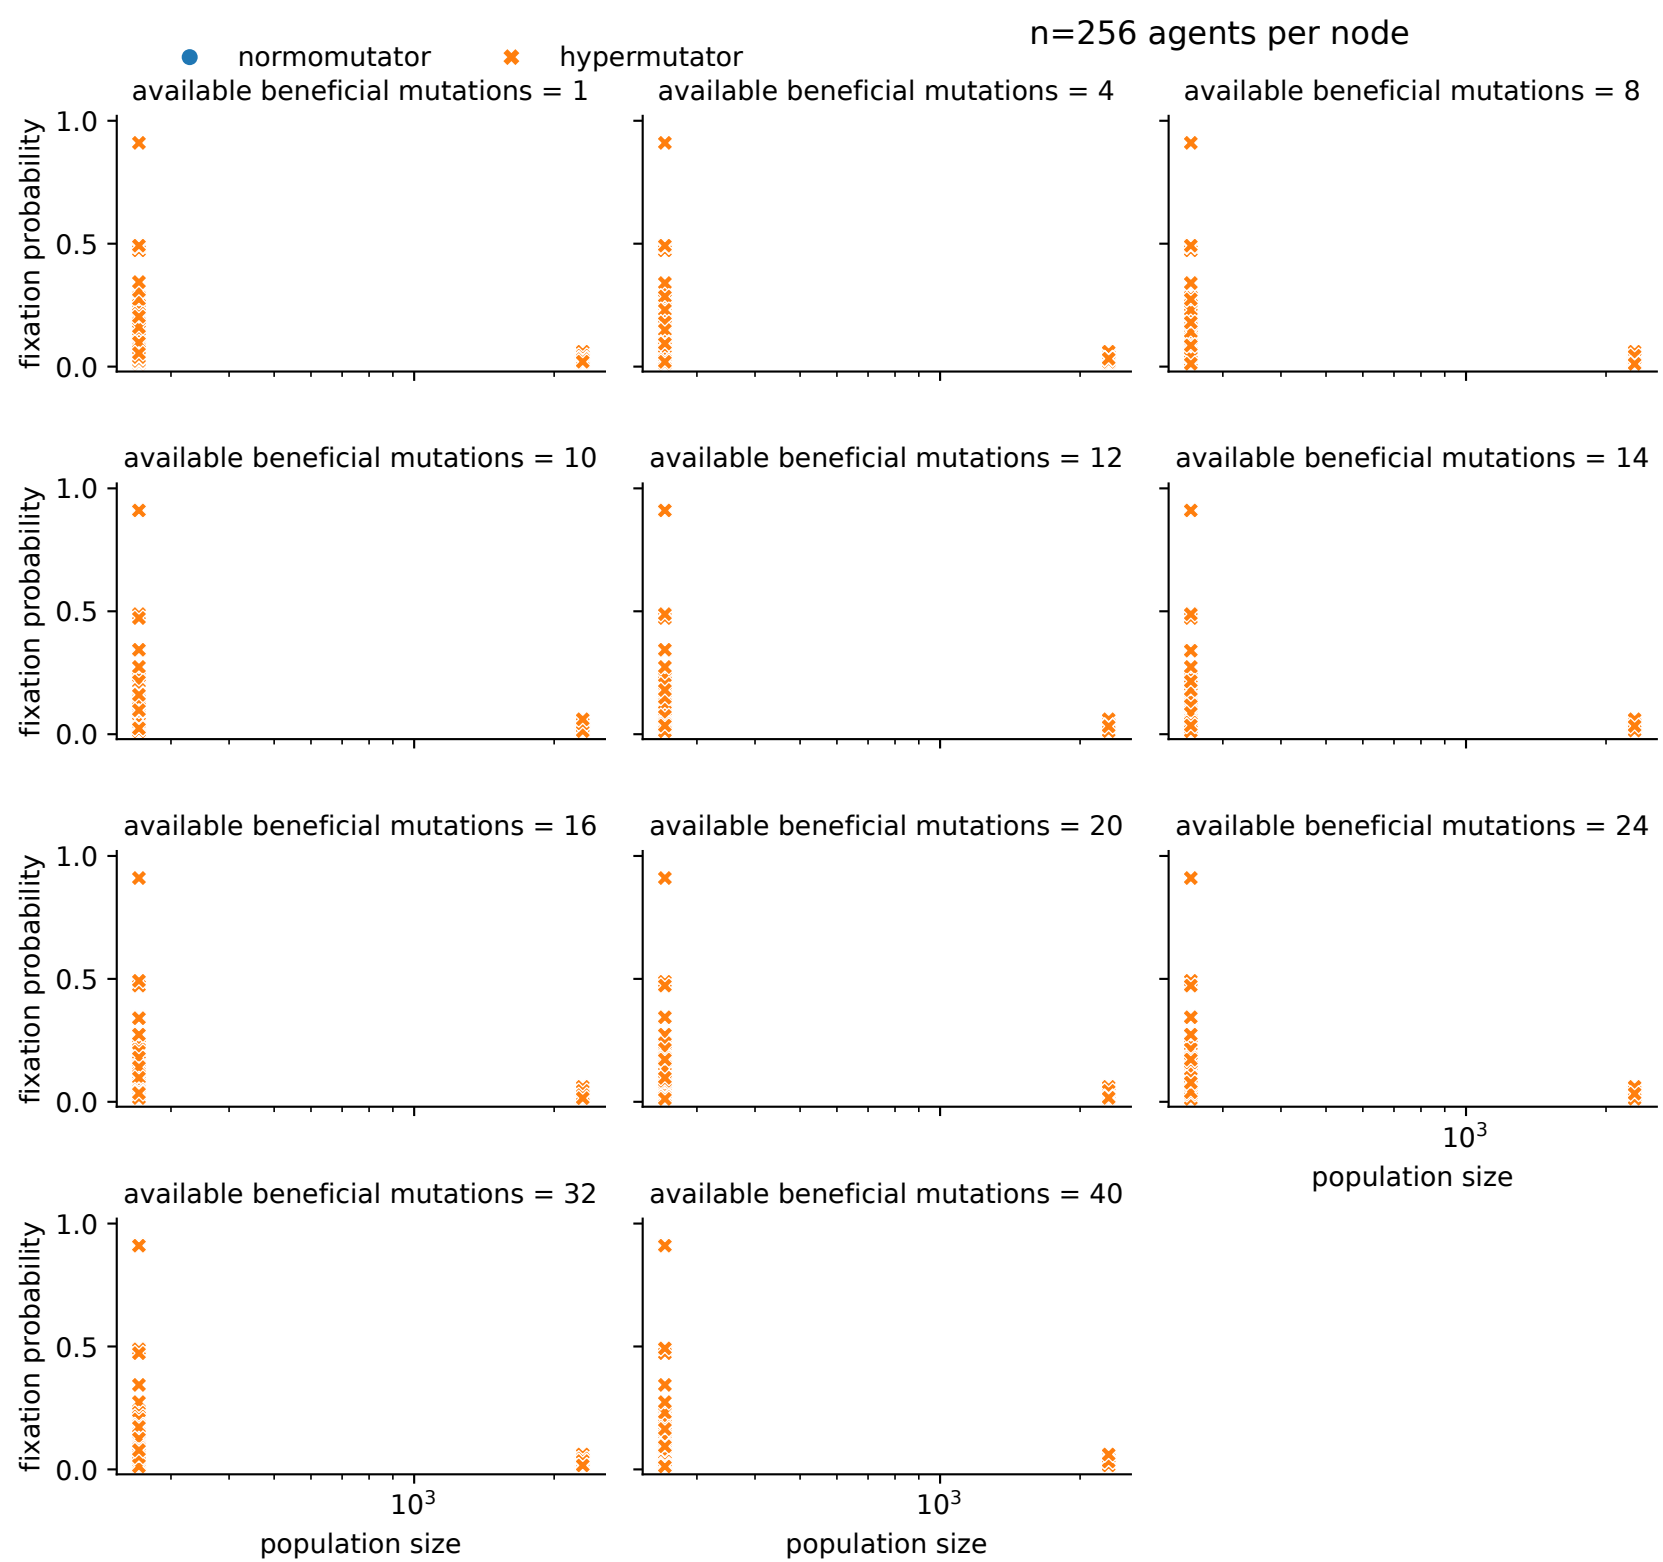 n=256 agents per node
normomutator hypermutator
available beneficial mutations = 1 available beneficial mutations = 4 available beneficial mutations = 8
fixation probability
1.0
0.5
0.0
available beneficial mutations = 10 available beneficial mutations = 12 available beneficial mutations = 14
fixation probability
1.0
0.5
0.0
available beneficial mutations = 16 available beneficial mutations = 20 available beneficial mutations = 24
fixation probability
1.0
0.5
0.0
10³
population size
available beneficial mutations = 32 available beneficial mutations = 40
fixation probability
1.0
0.5
0.0
10³ 10³
population size population size